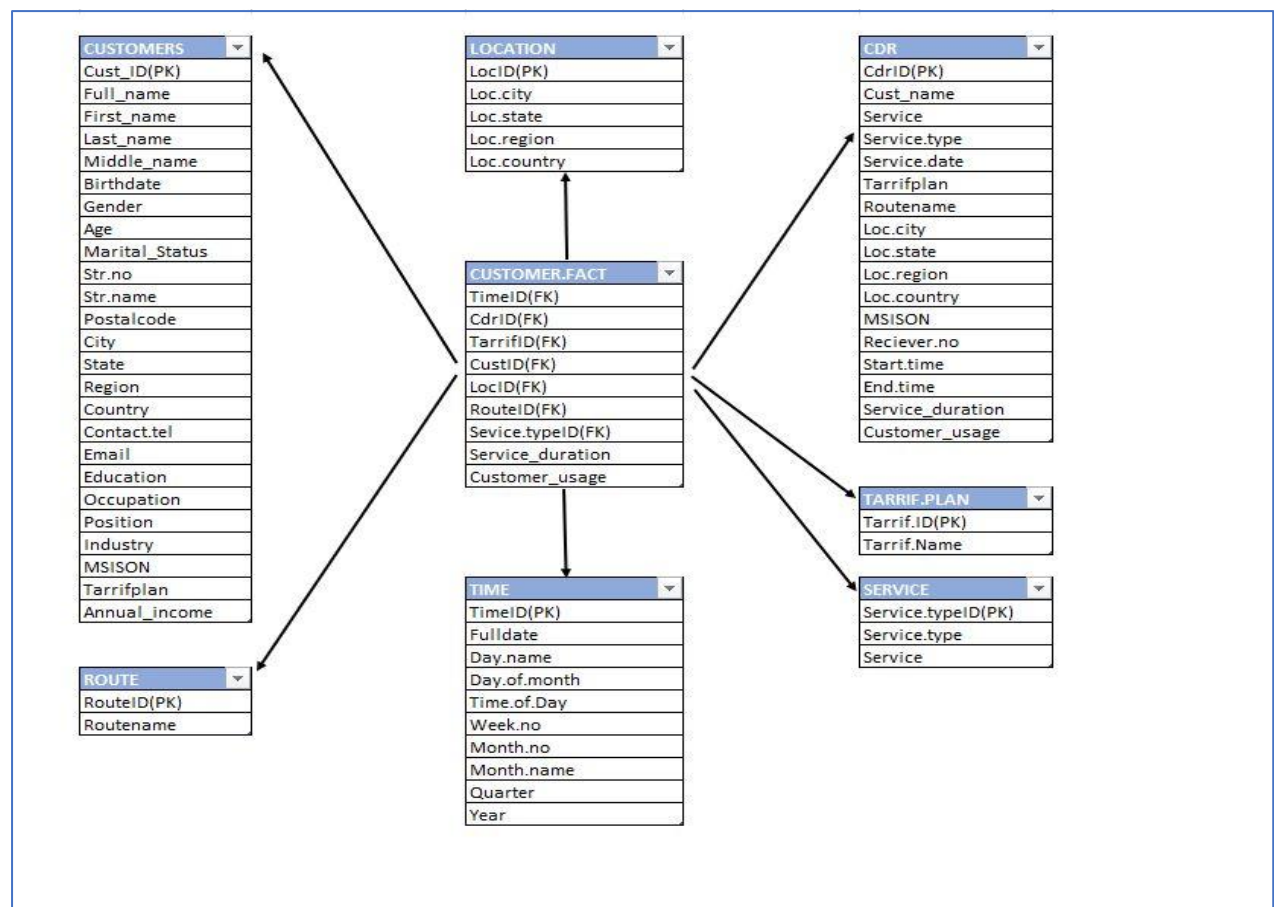 CUSTOMERS
Cust_ID(PK)
Full_name
First_name
Last_name
Middle_name
Birthdate
Gender
Age
Marital_Status
Str.no
Str.name
Postalcode
City
State
Region
Country
Contact.tel
Email
Education
Occupation
Position
Industry
MSISON
Tarrifplan
Annual_income
ROUTE
RouteID(PK)
Routename
LOCATION
LocID(PK)
Loc.city
Loc.state
Loc.region
Loc.country
CUSTOMER.FACT
TimeID(FK)
CdrID(FK)
TarrifID(FK)
CustID(FK)
LocID(FK)
RouteID(FK)
Sevice.typeID(FK)
Service_duration
Customer_usage
TIME
TimeID(PK)
Fulldate
Day.name
Day.of.month
Time.of.Day
Week.no
Month.no
Month.name
Quarter
Year
CDR
CdrID(PK)
Cust_name
Service
Service.type
Service.date
Tarrifplan
Routename
Loc.city
Loc.state
Loc.region
Loc.country
MSISON
Reciever.no
Start.time
End.time
Service_duration
Customer_usage
TARRIF.PLAN
Tarrif.ID(PK)
Tarrif.Name
SERVICE
Service.typeID(PK)
Service.type
Service